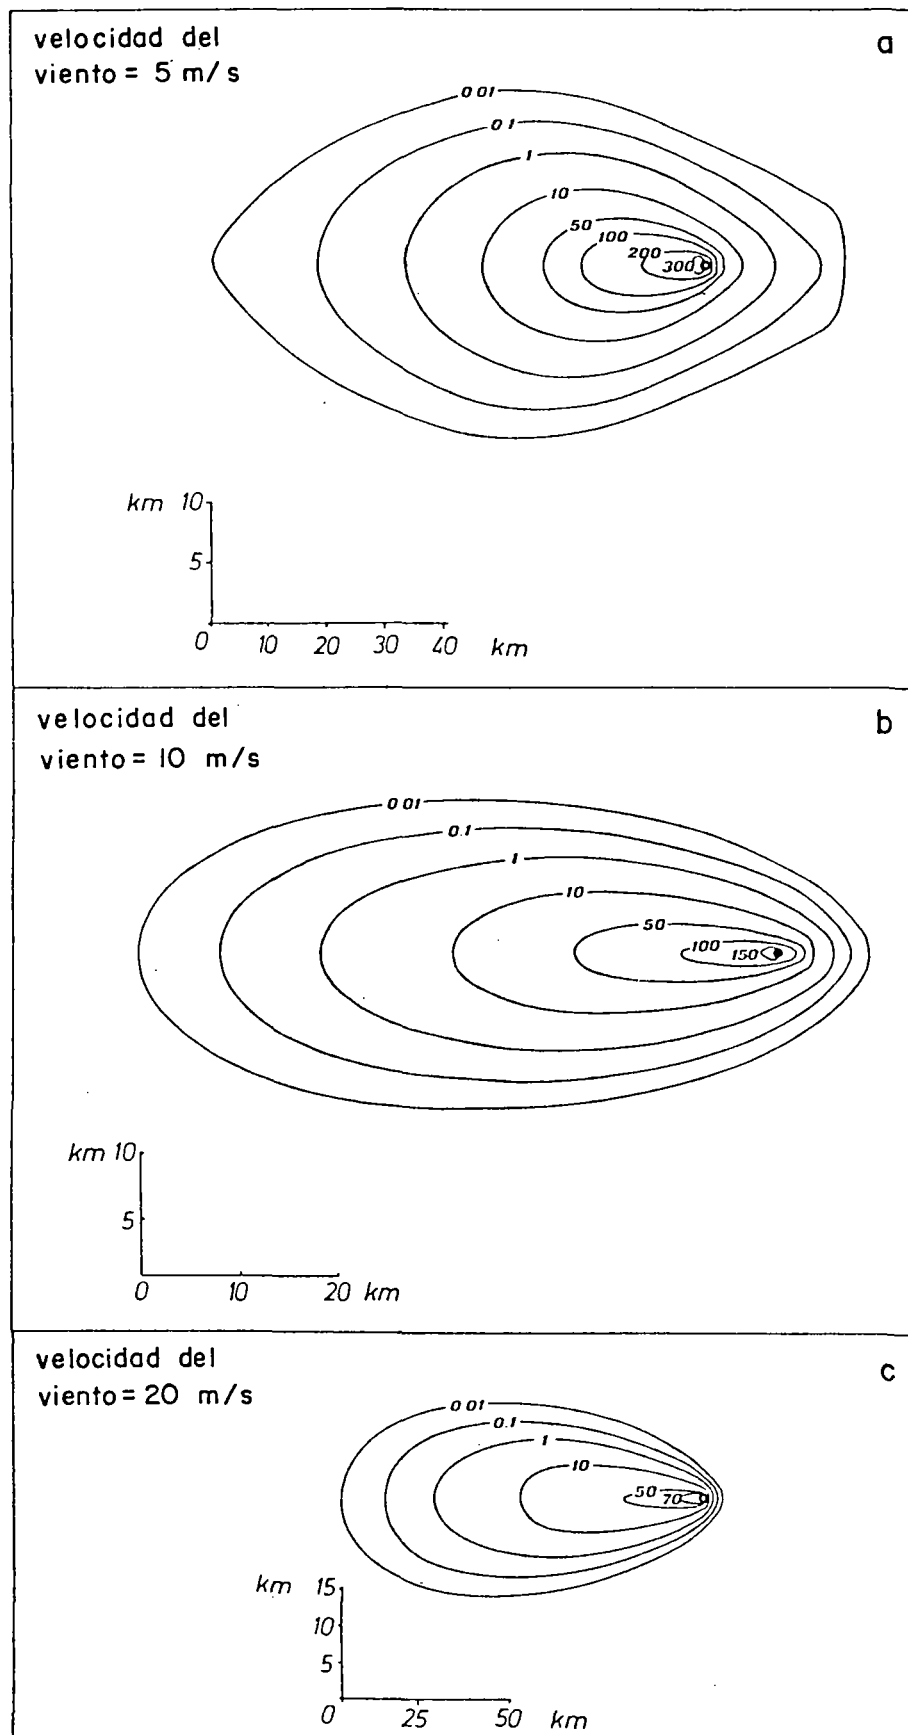 velocidad del
viento = 5 m/s
a
0 01
0 1
1
10
50
100
200
300
km 10
5
0 10 20 30 40 km
velocidad del
viento = 10 m/s
b
0 01
0.1
1
10
50
100
150
km 10
5
0 10 20 km
velocidad del
viento = 20 m/s
c
0 01
0.1
1
10
50
70
km 15
10
5
0 25 50 km